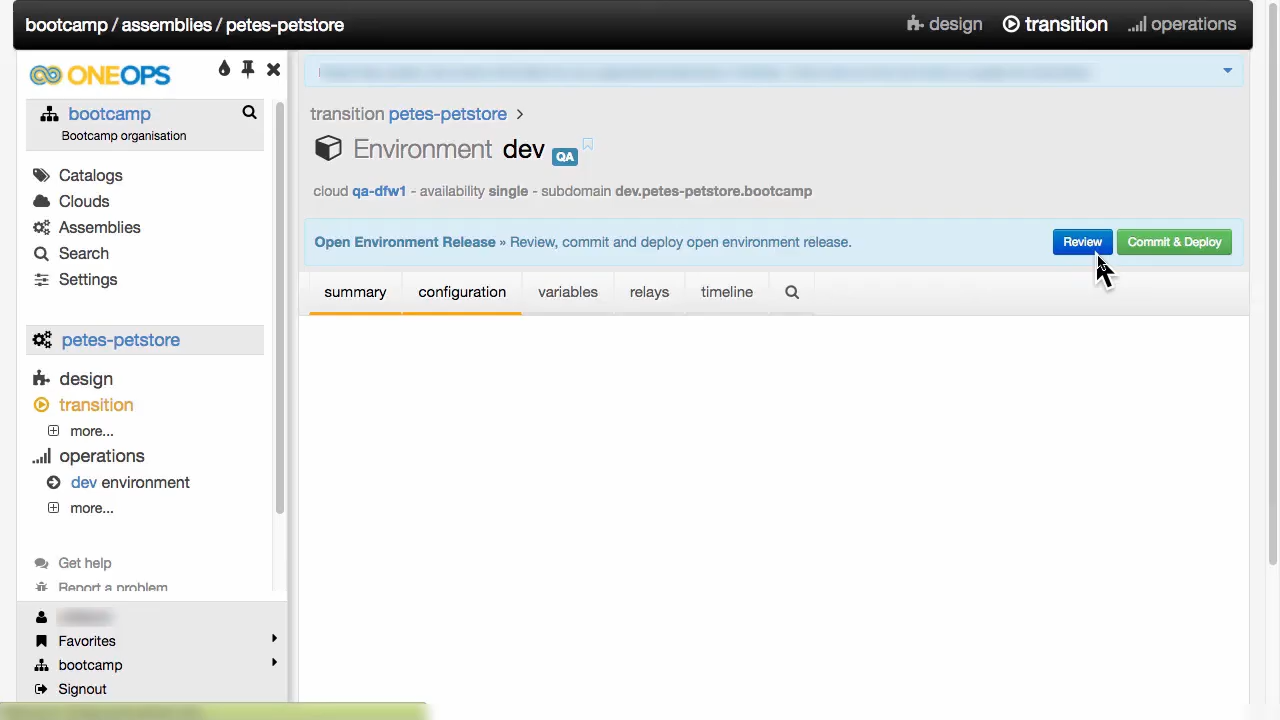 bootcamp / assemblies / petes-petstore
design
transition
operations
ONEOPS
bootcamp
Bootcamp organisation
Catalogs
Clouds
Assemblies
Search
Settings
petes-petstore
design
transition
more...
operations
dev environment
more...
Get help
Report a problem
Favorites
bootcamp
Signout
transition petes-petstore >
Environment dev QA
cloud qa-dfw1 - availability single - subdomain dev.petes-petstore.bootcamp
Open Environment Release » Review, commit and deploy open environment release.
Review
Commit & Deploy
summary
configuration
variables
relays
timeline